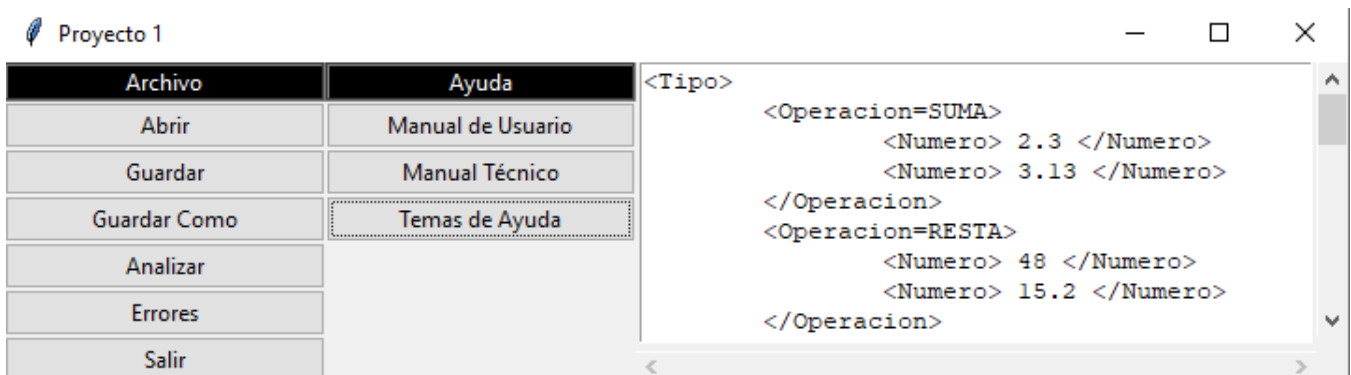 Proyecto 1
Archivo
Ayuda
Abrir
Manual de Usuario
Guardar
Manual Técnico
Guardar Como
Temas de Ayuda
Analizar
Errores
Salir
<Tipo>
<Operacion=SUMA>
<Numero> 2.3 </Numero>
<Numero> 3.13 </Numero>
</Operacion>
<Operacion=RESTA>
<Numero> 48 </Numero>
<Numero> 15.2 </Numero>
</Operacion>